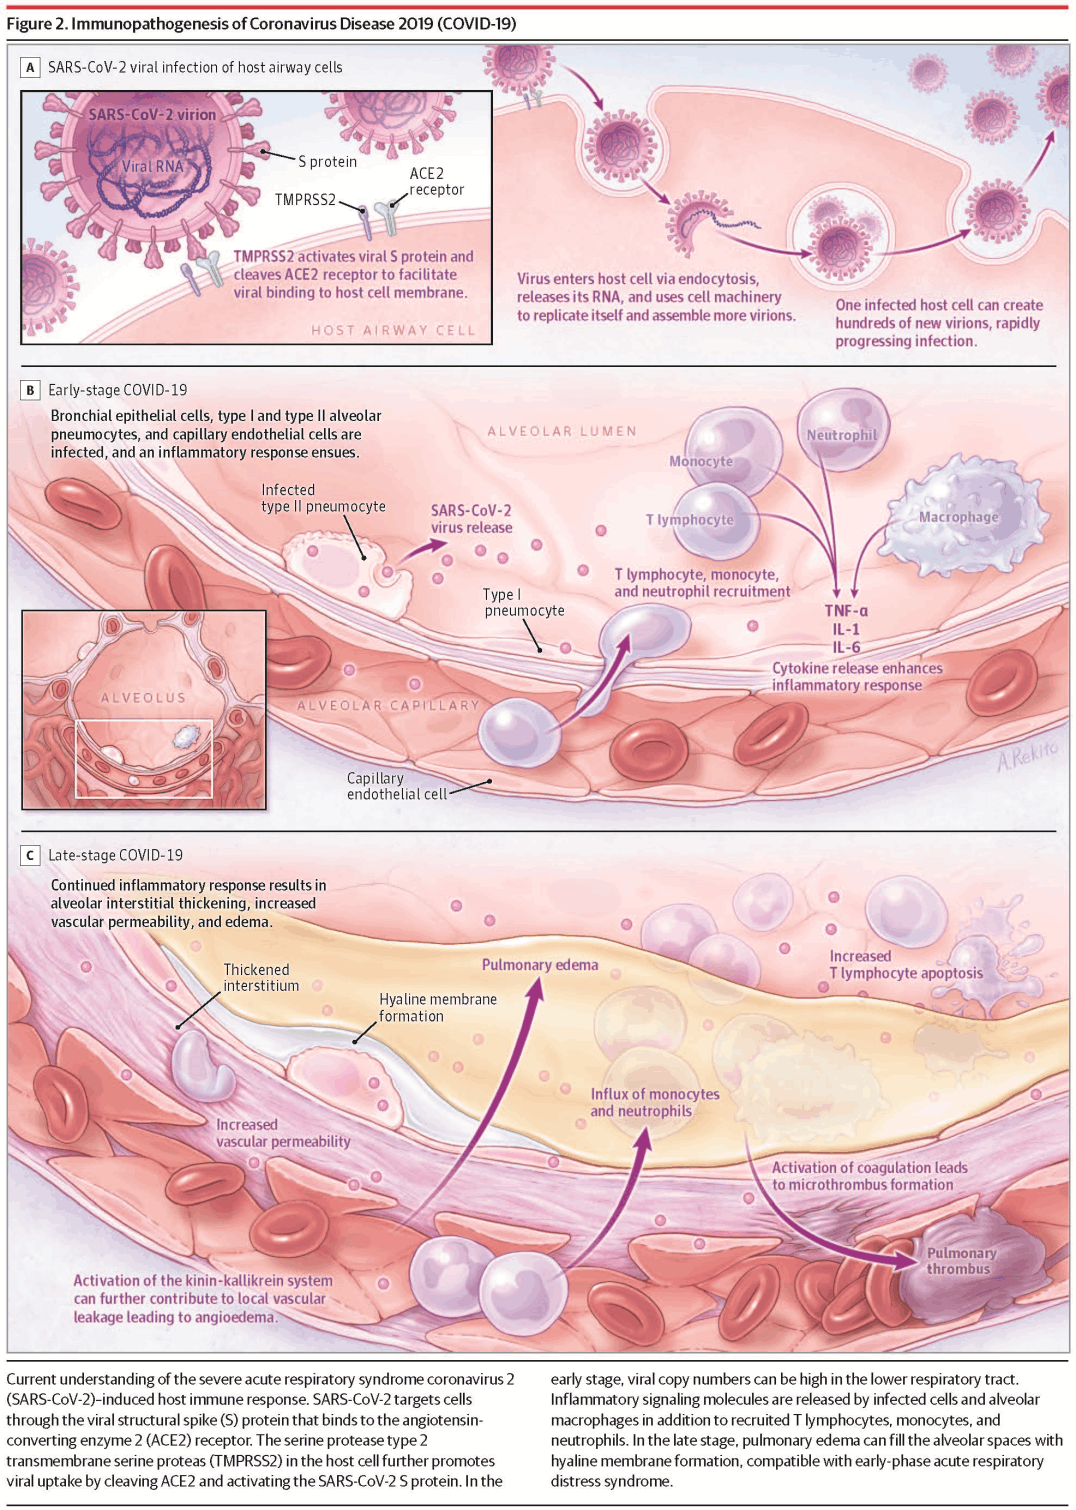 Figure 2. Immunopathogenesis of Coronavirus Disease 2019 (COVID-19)
A SARS-CoV-2 viral infection of host airway cells
SARS-CoV-2 virion
Viral RNA
S protein
ACE2
receptor
TMPRSS2
TMPRSS2 activates viral S protein and
cleaves ACE2 receptor to facilitate
viral binding to host cell membrane.
HOST AIRWAY CELL
Virus enters host cell via endocytosis,
releases its RNA, and uses cell machinery
to replicate itself and assemble more virions.
One infected host cell can create
hundreds of new virions, rapidly
progressing infection.
B Early-stage COVID-19
Bronchial epithelial cells, type I and type II alveolar
pneumocytes, and capillary endothelial cells are
infected, and an inflammatory response ensues.
ALVEOLAR LUMEN
Neutrophil
Monocyte
T lymphocyte
Macrophage
Infected
type II pneumocyte
SARS-CoV-2
virus release
T lymphocyte, monocyte,
and neutrophil recruitment
Type I
pneumocyte
TNF-α
IL-1
IL-6
Cytokine release enhances
inflammatory response
ALVEOLUS
ALVEOLAR CAPILLARY
Capillary
endothelial cell
A.Rekito
C Late-stage COVID-19
Continued inflammatory response results in
alveolar interstitial thickening, increased
vascular permeability, and edema.
Thickened
interstitium
Hyaline membrane
formation
Pulmonary edema
Increased
T lymphocyte apoptosis
Influx of monocytes
and neutrophils
Increased
vascular permeability
Activation of coagulation leads
to microthrombus formation
Pulmonary
thrombus
Activation of the kinin-kallikrein system
can further contribute to local vascular
leakage leading to angioedema.
Current understanding of the severe acute respiratory syndrome coronavirus 2
(SARS-CoV-2)–induced host immune response. SARS-CoV-2 targets cells
through the viral structural spike (S) protein that binds to the angiotensin-
converting enzyme 2 (ACE2) receptor. The serine protease type 2
transmembrane serine proteas (TMPRSS2) in the host cell further promotes
viral uptake by cleaving ACE2 and activating the SARS-CoV-2 S protein. In the
early stage, viral copy numbers can be high in the lower respiratory tract.
Inflammatory signaling molecules are released by infected cells and alveolar
macrophages in addition to recruited T lymphocytes, monocytes, and
neutrophils. In the late stage, pulmonary edema can fill the alveolar spaces with
hyaline membrane formation, compatible with early-phase acute respiratory
distress syndrome.